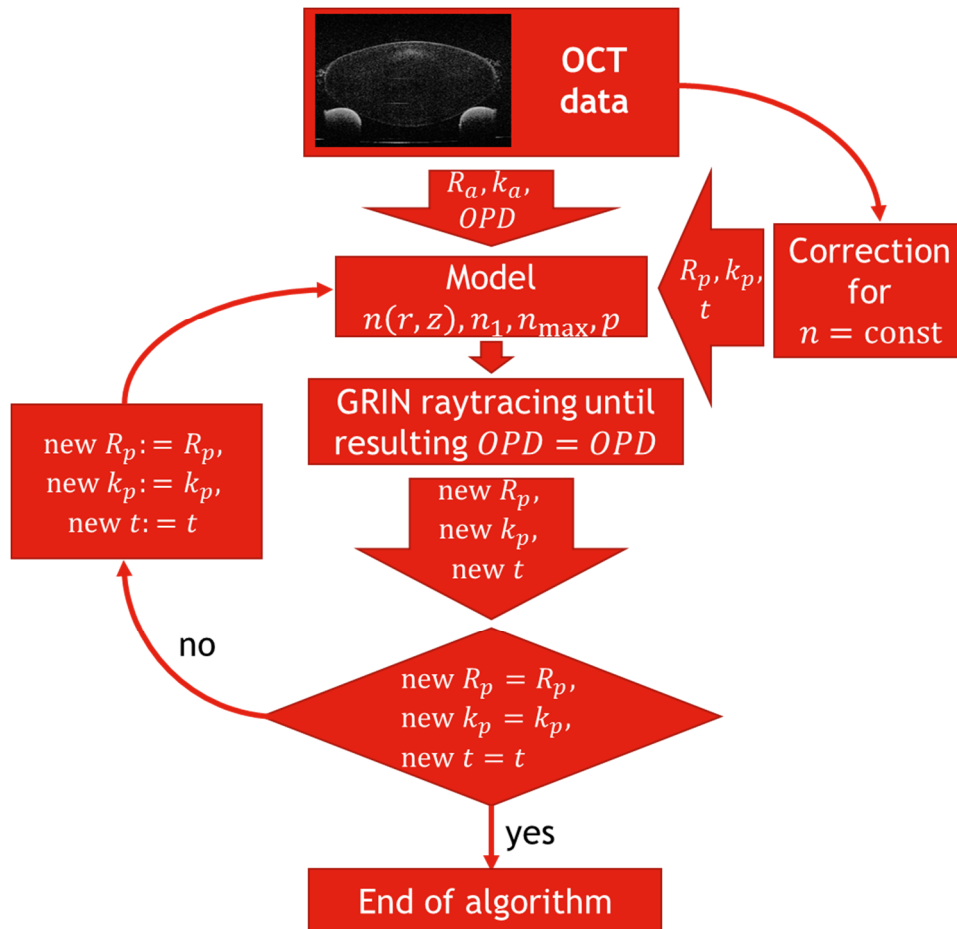 OCT
data
R_a, k_a,
OPD
Correction
for
n = const
R_p, k_p,
t
Model
n(r, z), n_1, n_max, p
GRIN raytracing until
resulting OPD = OPD
new R_p,
new k_p,
new t
new R_p := R_p,
new k_p := k_p,
new t := t
no
new R_p = R_p,
new k_p = k_p,
new t = t
yes
End of algorithm